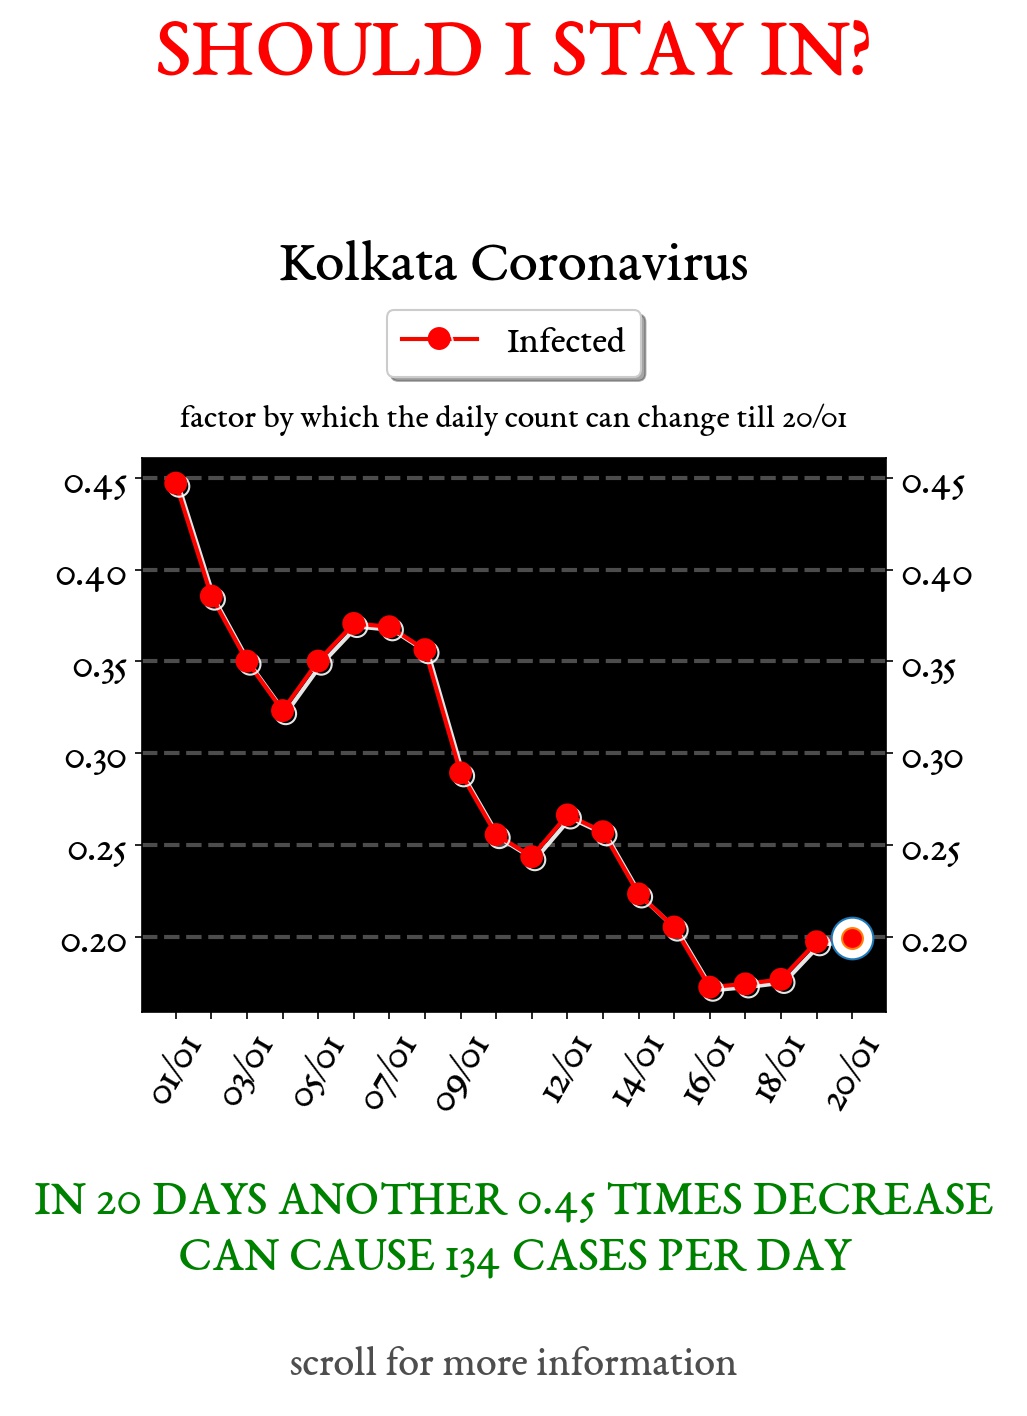 SHOULD I STAY IN?
Kolkata Coronavirus
Infected
factor by which the daily count can change till 20/01
0.45 0.45
0.40 0.40
0.35 0.35
0.30 0.30
0.25 0.25
0.20 0.20
01/01 03/01 05/01 07/01 09/01 12/01 14/01 16/01 18/01 20/01
IN 20 DAYS ANOTHER 0.45 TIMES DECREASE
CAN CAUSE 134 CASES PER DAY
scroll for more information